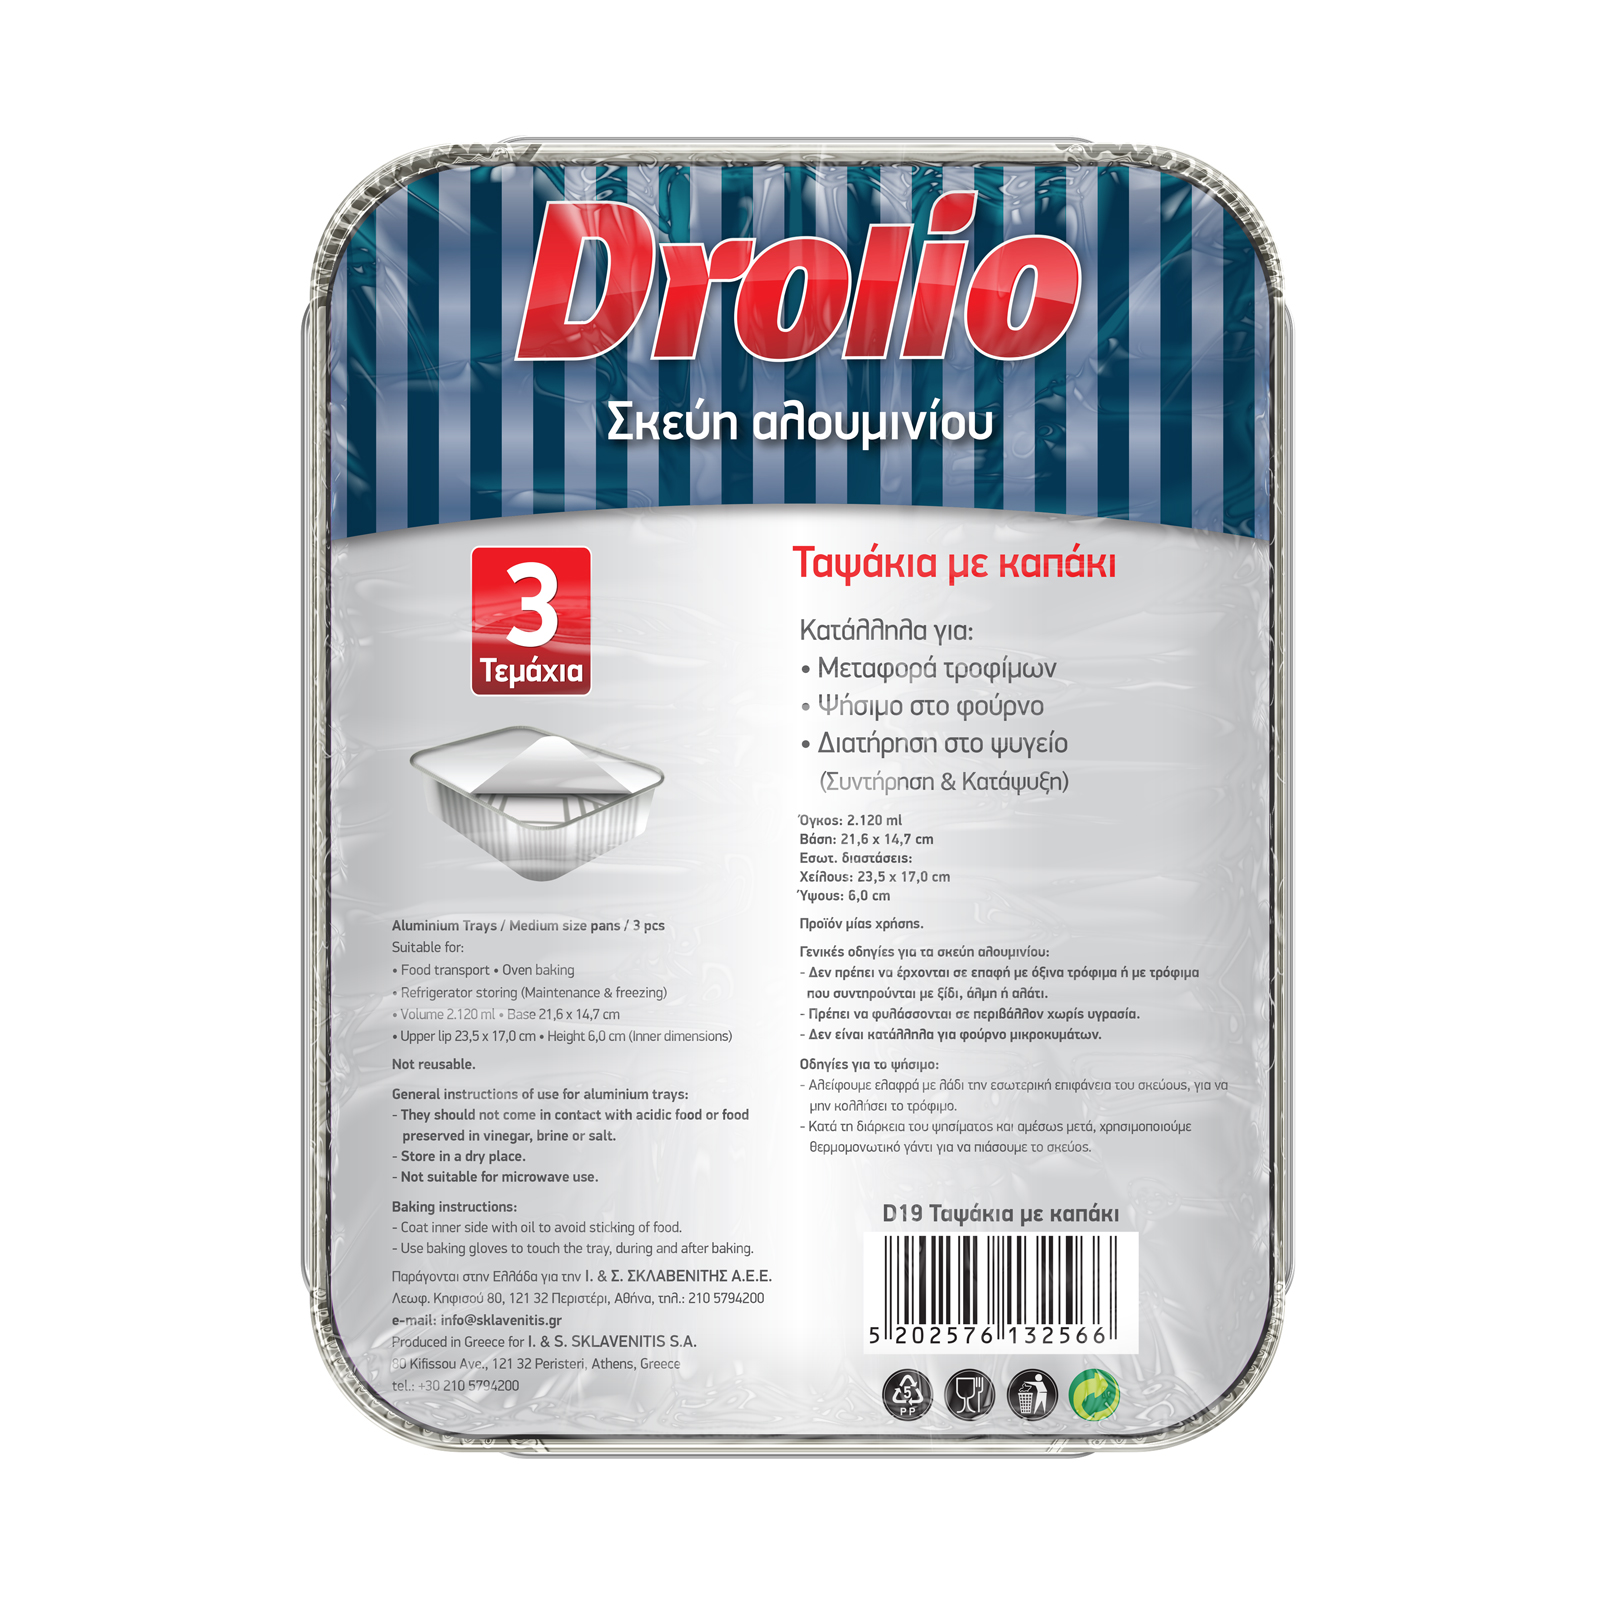 Drolio
Σκεύη αλουμινίου
3
Τεμάχια
Ταψάκια με καπάκι
Κατάλληλα για:
• Μεταφορά τροφίμων
• Ψήσιμο στο φούρνο
• Διατήρηση στο ψυγείο
(Συντήρηση & Κατάψυξη)
Όγκος: 2.120 ml
Βάση: 21,6 x 14,7 cm
Εσωτ. διαστάσεις:
Χείλους: 23,5 x 17,0 cm
Ύψους: 6,0 cm
Προϊόν μίας χρήσης.
Γενικές οδηγίες για τα σκεύη αλουμινίου:
- Δεν πρέπει να έρχονται σε επαφή με όξινα τρόφιμα ή με τρόφιμα
που συντηρούνται με ξίδι, άλμη ή αλάτι.
- Πρέπει να φυλάσσονται σε περιβάλλον χωρίς υγρασία.
- Δεν είναι κατάλληλα για φούρνο μικροκυμάτων.
Οδηγίες για το ψήσιμο:
- Αλείφουμε ελαφρά με λάδι την εσωτερική επιφάνεια του σκεύους, για να
μην κολλήσει το τρόφιμο.
- Κατά τη διάρκεια του ψησίματος και αμέσως μετά, χρησιμοποιούμε
θερμομονωτικό γάντι για να πιάσουμε το σκεύος.
Aluminium Trays / Medium size pans / 3 pcs
Suitable for:
• Food transport • Oven baking
• Refrigerator storing (Maintenance & freezing)
• Volume 2.120 ml • Base 21,6 x 14,7 cm
• Upper lip 23,5 x 17,0 cm • Height 6,0 cm (Inner dimensions)
Not reusable.
General instructions of use for aluminium trays:
- They should not come in contact with acidic food or food
preserved in vinegar, brine or salt.
- Store in a dry place.
- Not suitable for microwave use.
Baking instructions:
- Coat inner side with oil to avoid sticking of food.
- Use baking gloves to touch the tray, during and after baking.
Παράγονται στην Ελλάδα για την Ι. & Σ. ΣΚΛΑΒΕΝΙΤΗΣ Α.Ε.Ε.
Λεωφ. Κηφισού 80, 121 32 Περιστέρι, Αθήνα, τηλ.: 210 5794200
e-mail: info@sklavenitis.gr
Produced in Greece for I. & S. SKLAVENITIS S.A.
80 Kifissou Ave., 121 32 Peristeri, Athens, Greece
tel.: +30 210 5794200
D19 Ταψάκια με καπάκι
5 202576 132566
5
PP